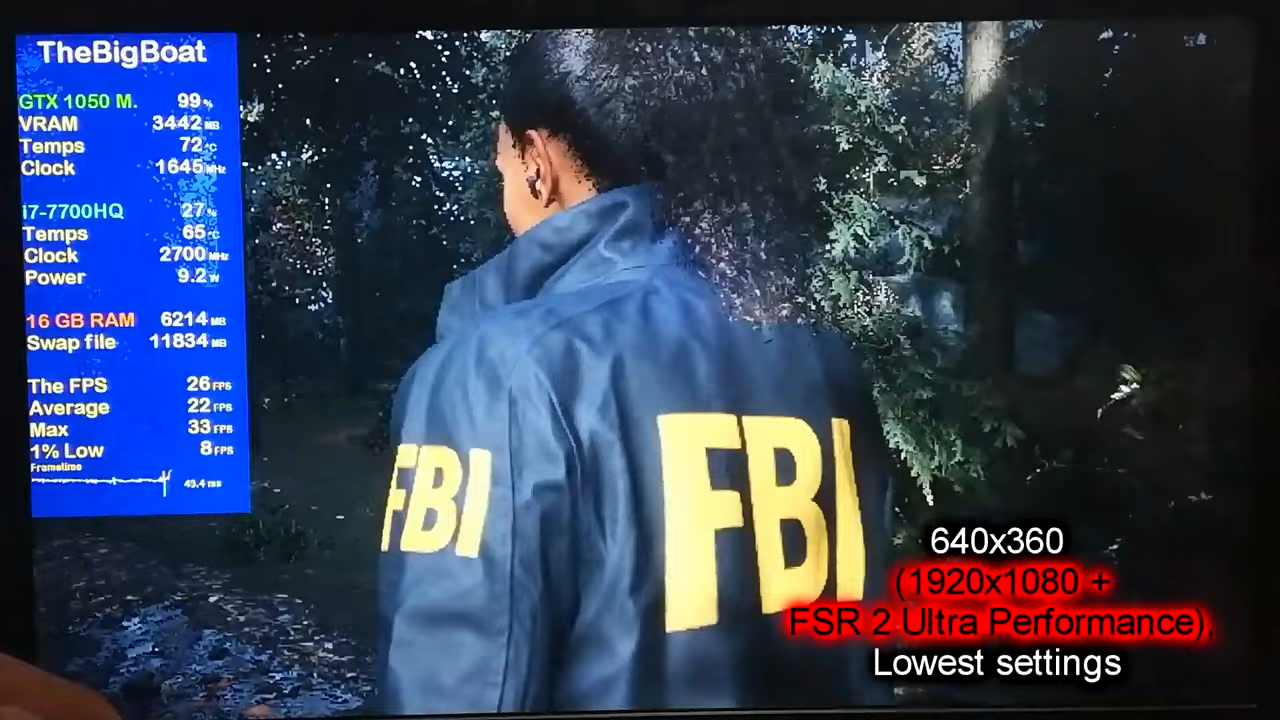 TheBigBoat
GTX 1050 M. 99 %
VRAM 3442 MB
Temps 72 °C
Clock 1645 MHz
i7-7700HQ 27 %
Temps 65 °C
Clock 2700 MHz
Power 9.2 W
16 GB RAM 6214 MB
Swap file 11834 MB
The FPS 26 FPS
Average 22 FPS
Max 33 FPS
1% Low 8 FPS
Frametime
49.4 ms
FBI
FBI
640x360
(1920x1080 +
FSR 2 Ultra Performance),
Lowest settings